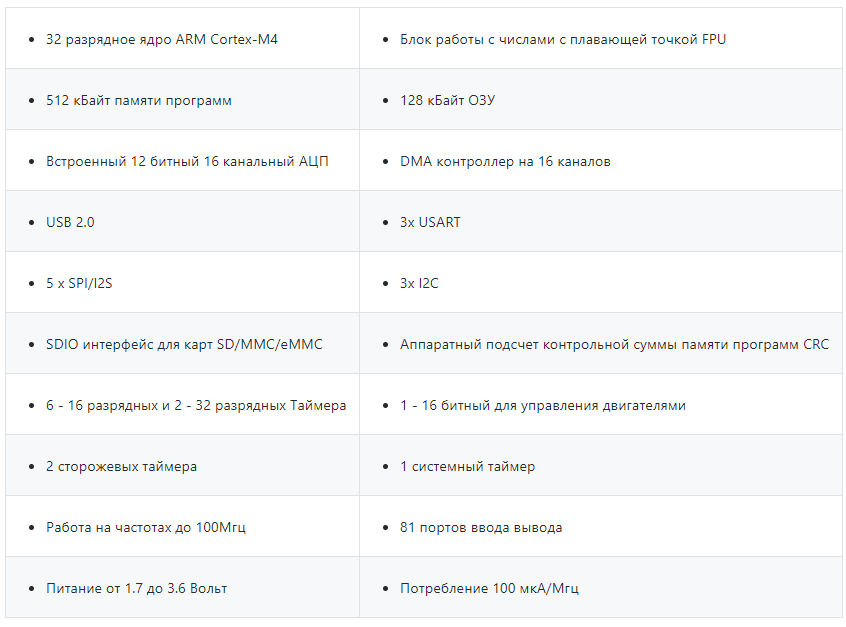 32 разрядное ядро ARM Cortex-M4
Блок работы с числами с плавающей точкой FPU
512 кБайт памяти программ
128 кБайт ОЗУ
Встроенный 12 битный 16 канальный АЦП
DMA контроллер на 16 каналов
USB 2.0
3x USART
5 x SPI/I2S
3x I2C
SDIO интерфейс для карт SD/MMC/eMMC
Аппаратный подсчет контрольной суммы памяти программ CRC
6 - 16 разрядных и 2 - 32 разрядных Таймера
1 - 16 битный для управления двигателями
2 сторожевых таймера
1 системный таймер
Работа на частотах до 100Мгц
81 портов ввода вывода
Питание от 1.7 до 3.6 Вольт
Потребление 100 мкА/Мгц